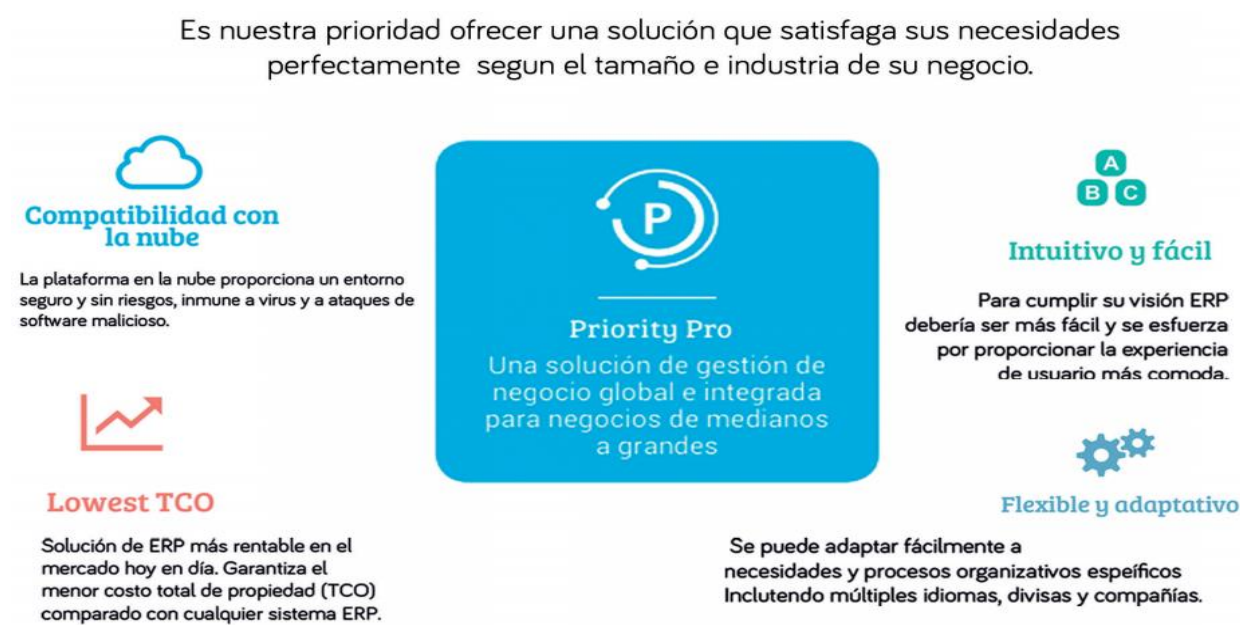 Es nuestra prioridad ofrecer una solución que satisfaga sus necesidades
perfectamente segun el tamaño e industria de su negocio.
Compatibilidad con
la nube
La plataforma en la nube proporciona un entorno
seguro y sin riesgos, inmune a virus y a ataques de
software malicioso.
Lowest TCO
Solución de ERP más rentable en el
mercado hoy en día. Garantiza el
menor costo total de propiedad (TCO)
comparado con cualquier sistema ERP.
P
Priority Pro
Una solución de gestión de
negocio global e integrada
para negocios de medianos
a grandes
A
B C
Intuitivo y fácil
Para cumplir su visión ERP
debería ser más fácil y se esfuerza
por proporcionar la experiencia
de usuario más comoda.
Flexible y adaptativo
Se puede adaptar fácilmente a
necesidades y procesos organizativos espeíficos
Inclutendo múltiples idiomas, divisas y compañías.